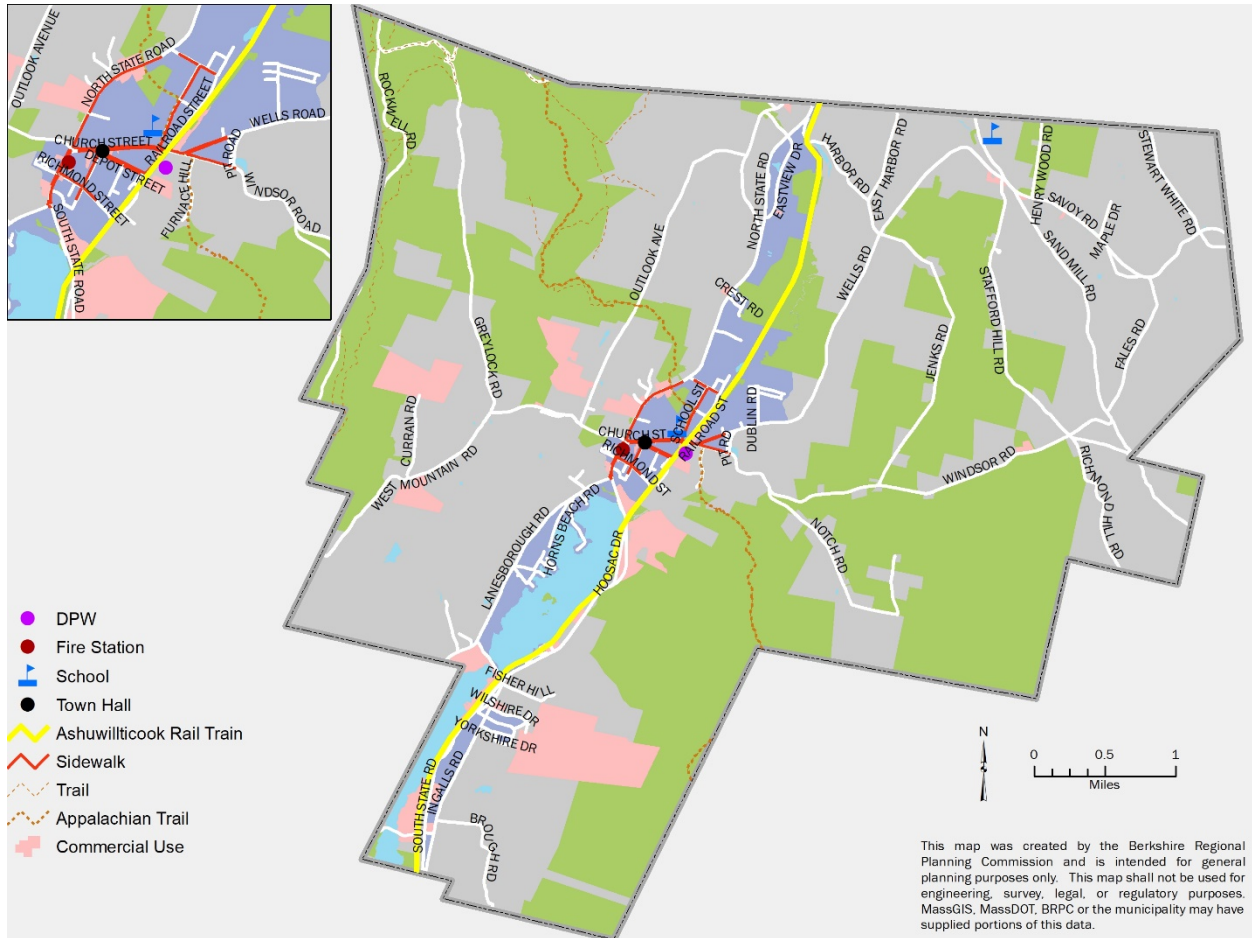 OUTLOOK AVENUE
NORTH STATE ROAD
RAILROAD STREET
WELLS ROAD
CHURCH STREET
DEPOT STREET
RICHMOND STREET
PIT ROAD
WINDSOR ROAD
FURNACE HILL
SOUTH STATE ROAD
ROCKWELL RD
GREYLOCK RD
OUTLOOK AVE
NORTH STATE RD
EASTVIEW DR
HARBOR RD
EAST HARBOR RD
HENRY WOOD RD
STEWART WHITE RD
SAVOY RD
MAPLE DR
SAND MILL RD
WELLS RD
STAFFORD HILL RD
CREST RD
JENKS RD
FALES RD
CURRAN RD
WEST MOUNTAIN RD
SCHOOL ST
CHURCH ST
RAILROAD ST
RICHMOND ST
PIT RD
DUBLIN RD
WINDSOR RD
RICHMOND HILL RD
NOTCH RD
LANESBOROUGH RD
HORNS BEACH RD
HOOSAC DR
FISHER HILL
WILSHIRE DR
YORKSHIRE DR
SOUTH STATE RD
INGALLS RD
BROUGH RD
DPW
Fire Station
School
Town Hall
Ashuwillticook Rail Train
Sidewalk
Trail
Appalachian Trail
Commercial Use
N
0 0.5 1
Miles
This map was created by the Berkshire Regional
Planning Commission and is intended for general
planning purposes only. This map shall not be used for
engineering, survey, legal, or regulatory purposes.
MassGIS, MassDOT, BRPC or the municipality may have
supplied portions of this data.